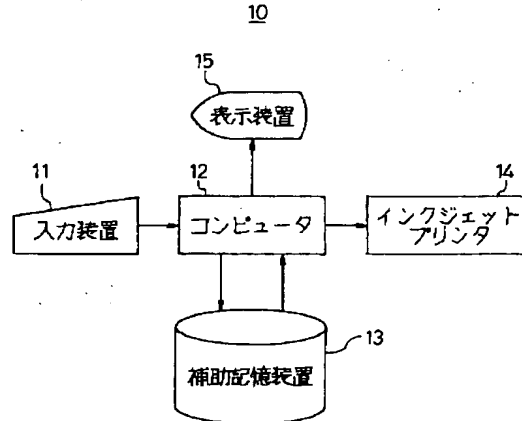 10
15
表示装置
11
入力装置
12
コンピュータ
14
インクジェット
プリンタ
13
補助記憶装置